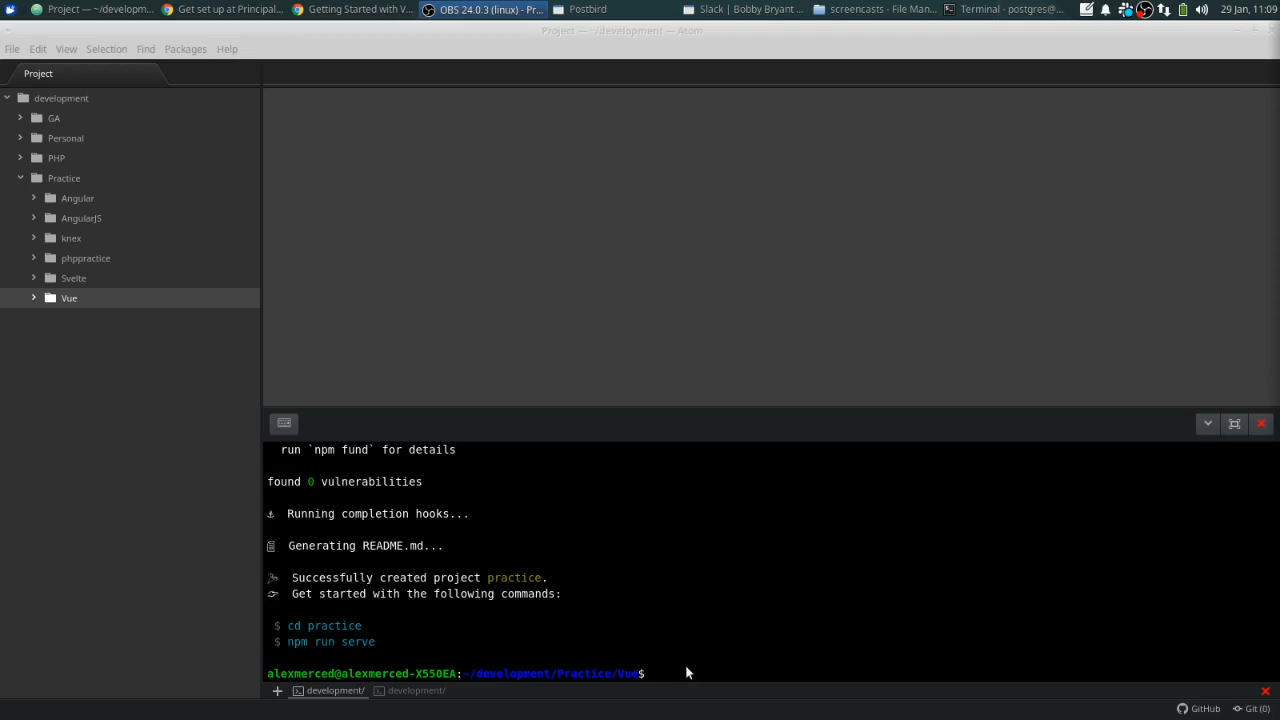 Project — ~/developm...
Get set up at Principal...
Getting Started with V...
OBS 24.0.3 (linux) - Pr...
Postbird
Slack | Bobby Bryant ...
screencasts - File Man...
Terminal - postgres@...
29 Jan, 11:09
Project — ~/development — Atom
File Edit View Selection Find Packages Help
Project
development
GA
Personal
PHP
Practice
Angular
AngularJS
knex
phppractice
Svelte
Vue
run `npm fund` for details
found 0 vulnerabilities
Running completion hooks...
Generating README.md...
Successfully created project practice.
Get started with the following commands:
$ cd practice
$ npm run serve
alexmerced@alexmerced-X550EA:~/development/Practice/Vue$
development/
development/
GitHub
Git (0)